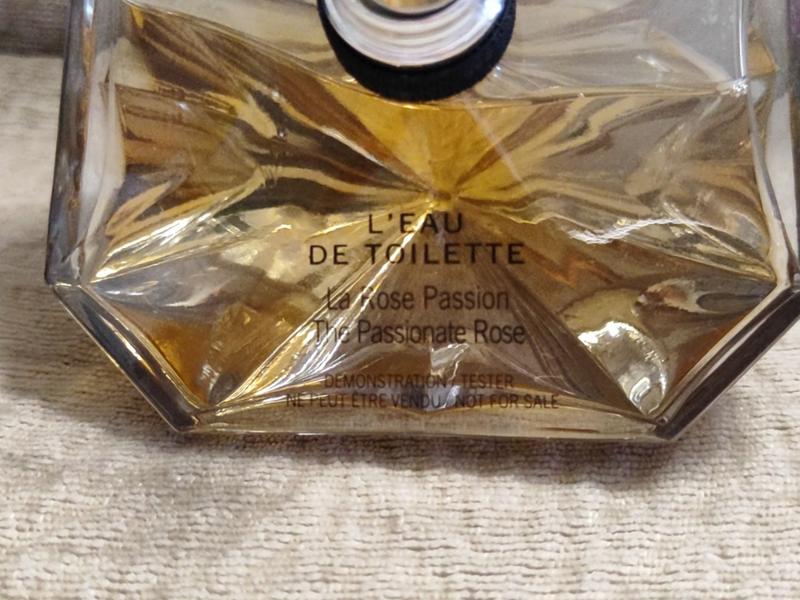 L'EAU
DE TOILETTE
La Rose Passion
The Passionate Rose
DEMONSTRATION - TESTER
NE PEUT ÊTRE VENDU / NOT FOR SALE